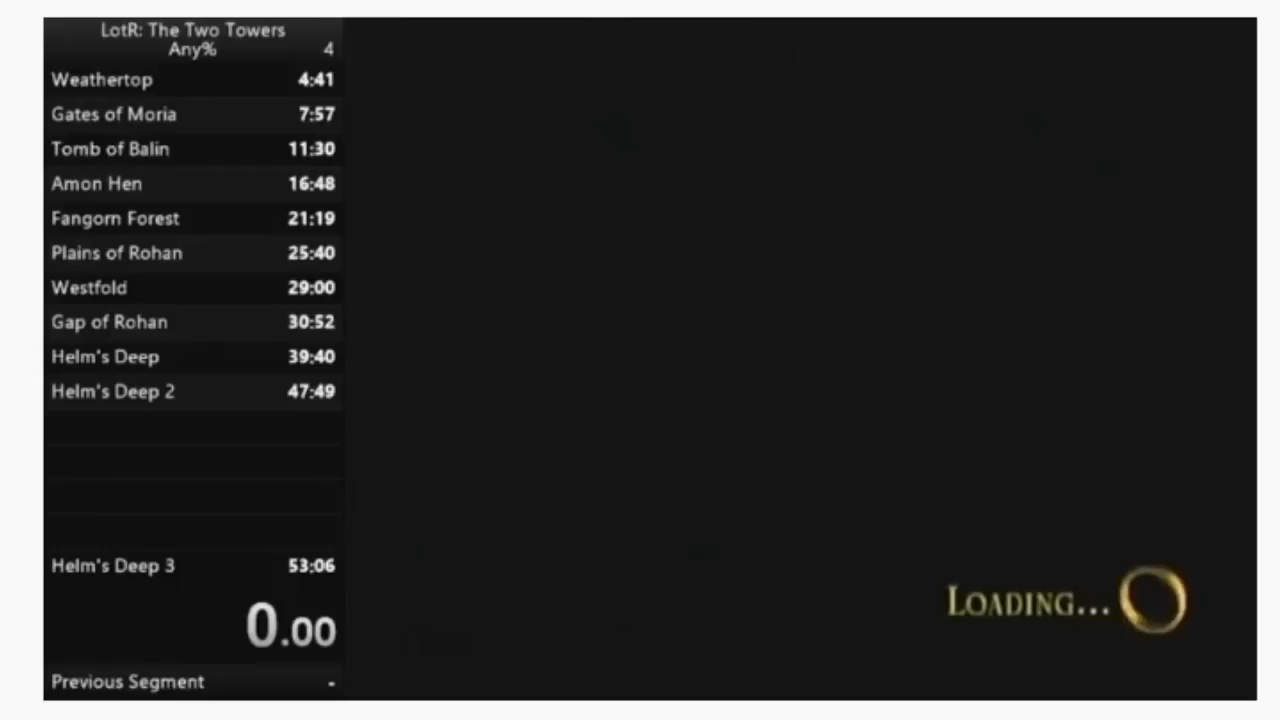 LotR: The Two Towers
Any% 4
Weathertop 4:41
Gates of Moria 7:57
Tomb of Balin 11:30
Amon Hen 16:48
Fangorn Forest 21:19
Plains of Rohan 25:40
Westfold 29:00
Gap of Rohan 30:52
Helm's Deep 39:40
Helm's Deep 2 47:49
Helm's Deep 3 53:06
LOADING...
0.00
Previous Segment -